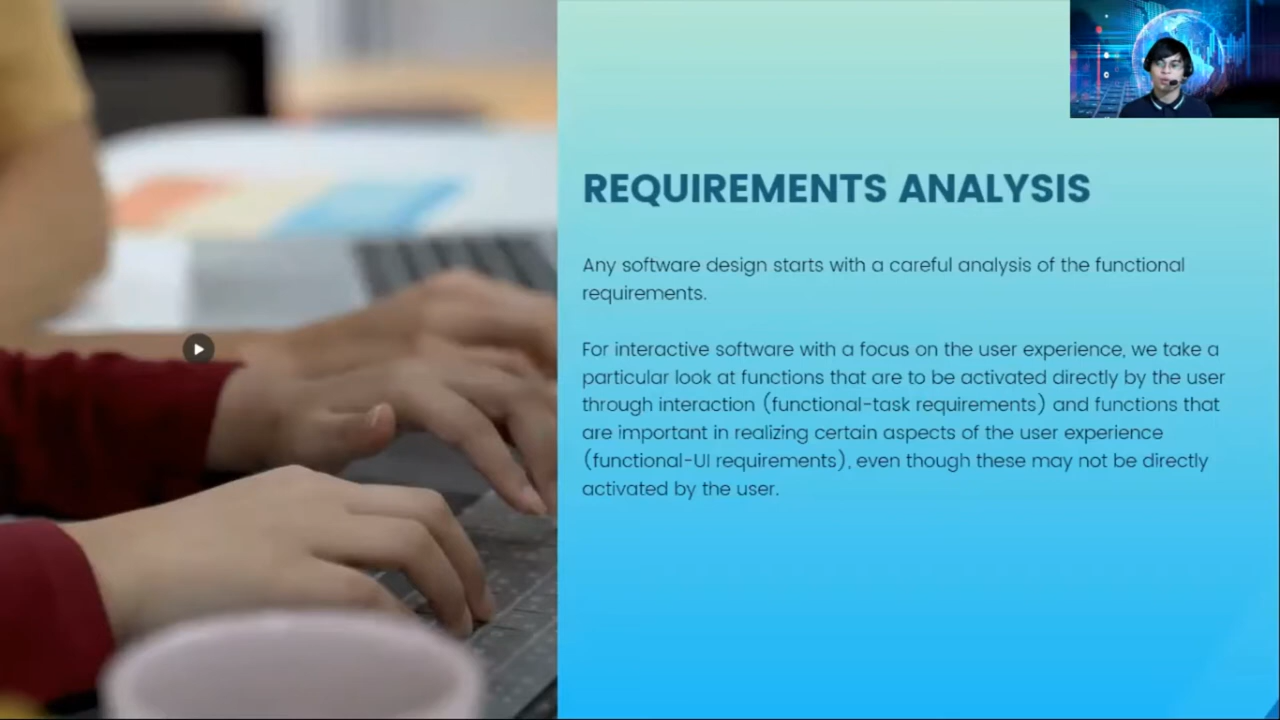 REQUIREMENTS ANALYSIS
Any software design starts with a careful analysis of the functional
requirements.
For interactive software with a focus on the user experience, we take a
particular look at functions that are to be activated directly by the user
through interaction (functional-task requirements) and functions that
are important in realizing certain aspects of the user experience
(functional-UI requirements), even though these may not be directly
activated by the user.